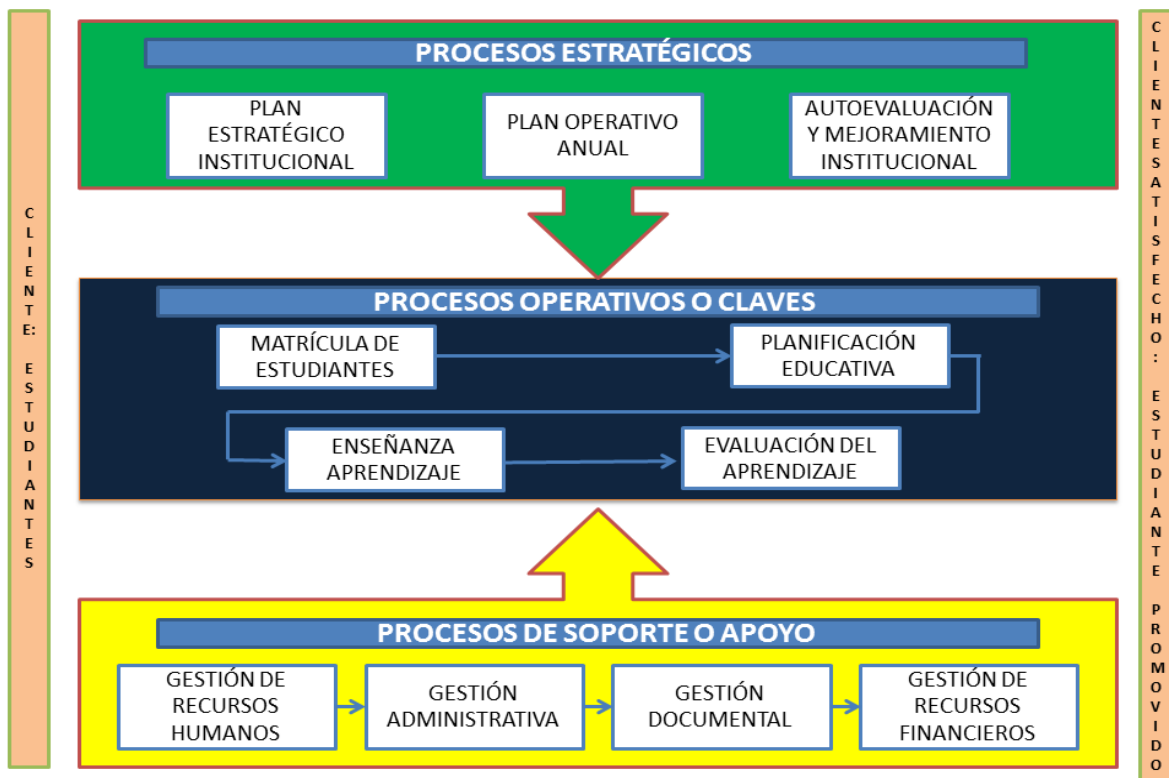 CLIENTE: ESTUDIANTES
PROCESOS ESTRATÉGICOS
PLAN
ESTRATÉGICO
INSTITUCIONAL
PLAN OPERATIVO
ANUAL
AUTOEVALUACIÓN
Y MEJORAMIENTO
INSTITUCIONAL
PROCESOS OPERATIVOS O CLAVES
MATRÍCULA DE
ESTUDIANTES
PLANIFICACIÓN
EDUCATIVA
ENSEÑANZA
APRENDIZAJE
EVALUACIÓN DEL
APRENDIZAJE
PROCESOS DE SOPORTE O APOYO
GESTIÓN DE
RECURSOS
HUMANOS
GESTIÓN
ADMINISTRATIVA
GESTIÓN
DOCUMENTAL
GESTIÓN DE
RECURSOS
FINANCIEROS
CLIENTESATISFECHO: ESTUDIANTE PROMOVIDO